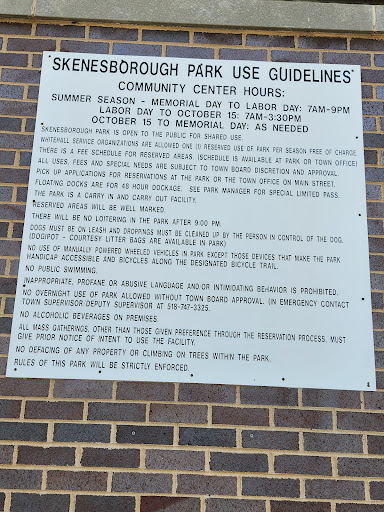 SKENESBOROUGH PARK USE GUIDELINES
COMMUNITY CENTER HOURS:
SUMMER SEASON - MEMORIAL DAY TO LABOR DAY: 7AM-9PM
LABOR DAY TO OCTOBER 15: 7AM-3:30PM
OCTOBER 15 TO MEMORIAL DAY: AS NEEDED
SKENESBOROUGH PARK IS OPEN TO THE PUBLIC FOR SHARED USE.
WHITEHALL SERVICE ORGANIZATIONS ARE ALLOWED ONE (1) RESERVED USE OF PARK PER SEASON FREE OF CHARGE.
THERE IS A FEE SCHEDULE FOR RESERVED AREAS. (SCHEDULE IS AVAILABLE AT PARK OR TOWN OFFICE)
ALL USES, FEES AND SPECIAL NEEDS ARE SUBJECT TO TOWN BOARD DISCRETION AND APPROVAL.
PICK UP APPLICATIONS FOR RESERVATIONS AT THE PARK OR THE TOWN OFFICE ON MAIN STREET.
FLOATING DOCKS ARE FOR 48 HOUR DOCKAGE. SEE PARK MANAGER FOR SPECIAL LIMITED PASS.
THE PARK IS A CARRY IN AND CARRY OUT FACILITY.
RESERVED AREAS WILL BE WELL MARKED.
THERE WILL BE NO LOITERING IN THE PARK AFTER 9:00 PM.
DOGS MUST BE ON LEASH AND DROPPINGS MUST BE CLEANED UP BY THE PERSON IN CONTROL OF THE DOG.
(DOGIPOT - COURTESY LITTER BAGS ARE AVAILABLE IN PARK)
NO USE OF MANUALLY POWERED WHEELED VEHICLES IN PARK EXCEPT THOSE DEVICES THAT MAKE THE PARK
HANDICAP ACCESSIBLE AND BICYCLES ALONG THE DESIGNATED BICYCLE TRAIL.
NO PUBLIC SWIMMING.
INAPPROPRIATE, PROFANE OR ABUSIVE LANGUAGE AND/OR INTIMIDATING BEHAVIOR IS PROHIBITED.
NO OVERNIGHT USE OF PARK ALLOWED WITHOUT TOWN BOARD APPROVAL. (IN EMERGENCY CONTACT
TOWN SUPERVISOR DEPUTY SUPERVISOR AT 518-747-3325.
NO ALCOHOLIC BEVERAGES ON PREMISES.
ALL MASS GATHERINGS, OTHER THAN THOSE GIVEN PREFERENCE THROUGH THE RESERVATION PROCESS, MUST
GIVE PRIOR NOTICE OF INTENT TO USE THE FACILITY.
NO DEFACING OF ANY PROPERTY OR CLIMBING ON TREES WITHIN THE PARK.
RULES OF THIS PARK WILL BE STRICTLY ENFORCED.